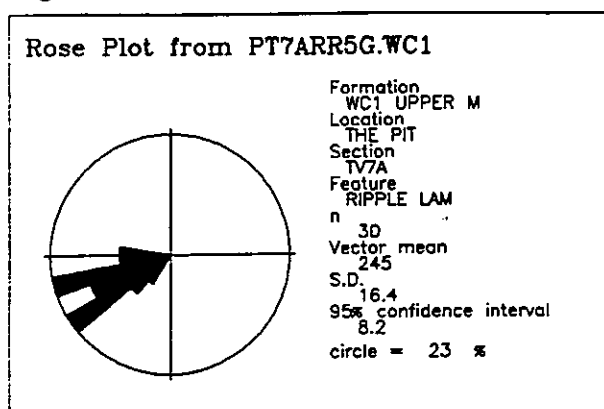 Rose Plot from PT7ARR5G.WC1
Formation
WC1 UPPER M
Location
THE PIT
Section
TV7A
Feature
RIPPLE LAM
n
30
Vector mean
245
S.D.
16.4
95% confidence interval
8.2
circle = 23 %